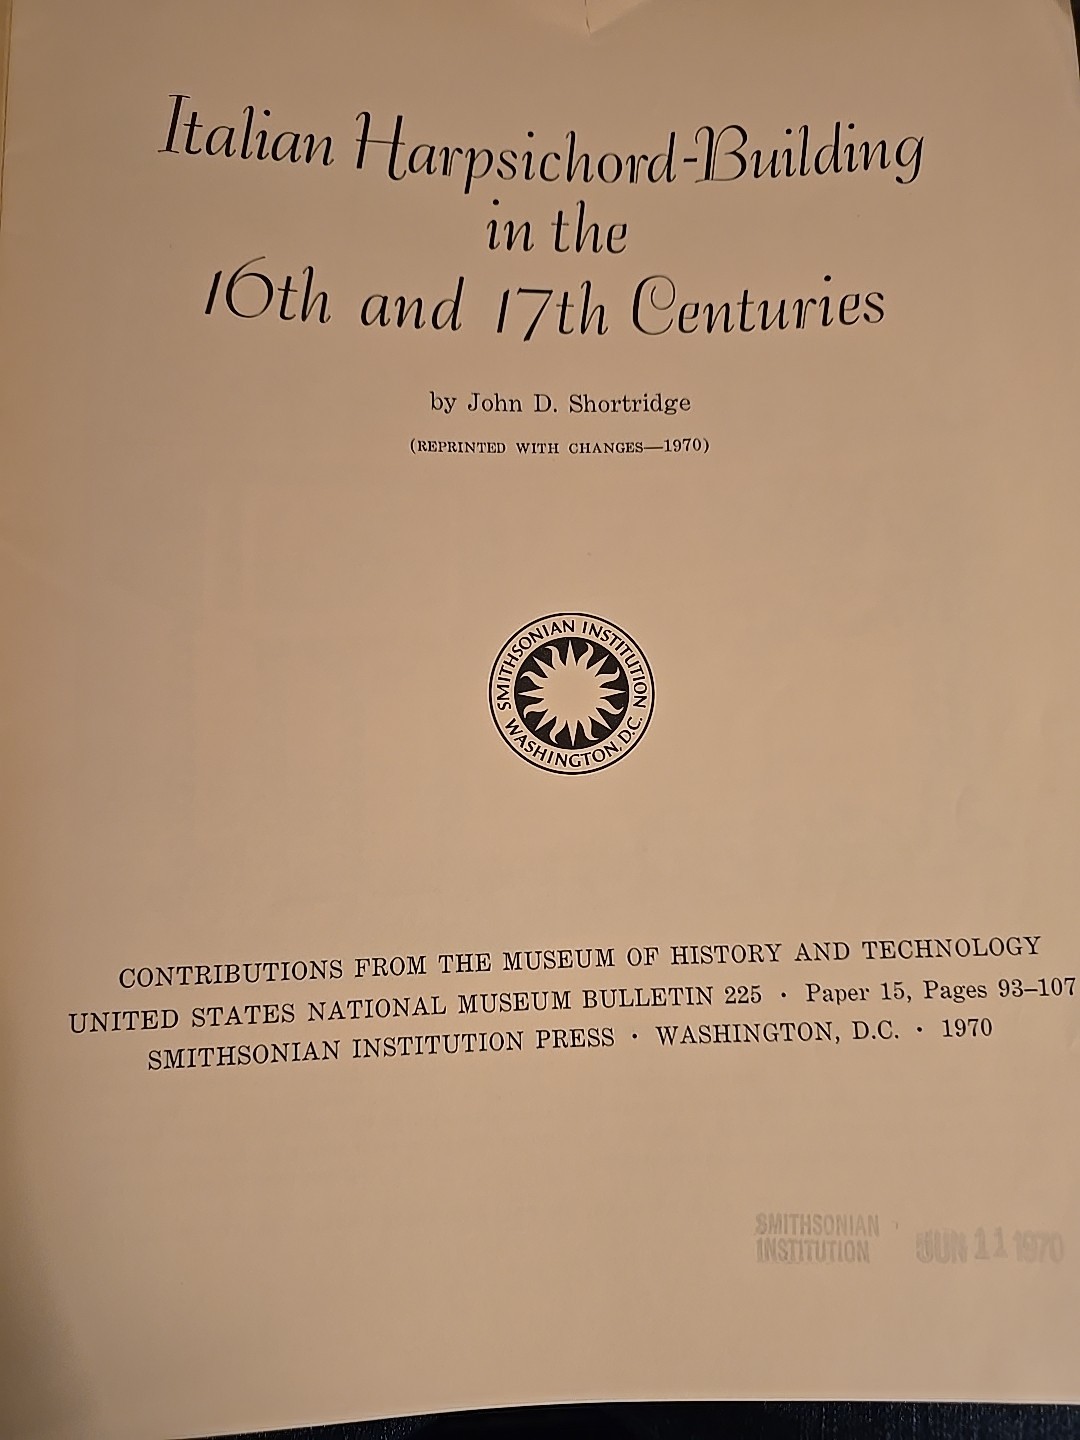 Italian Harpsichord-Building
in the
16th and 17th Centuries
by John D. Shortridge
(REPRINTED WITH CHANGES—1970)
SMITHSONIAN INSTITUTION
WASHINGTON, D.C.
CONTRIBUTIONS FROM THE MUSEUM OF HISTORY AND TECHNOLOGY
UNITED STATES NATIONAL MUSEUM BULLETIN 225 · Paper 15, Pages 93–107
SMITHSONIAN INSTITUTION PRESS · WASHINGTON, D.C. · 1970
SMITHSONIAN
INSTITUTION JUN 11 1970